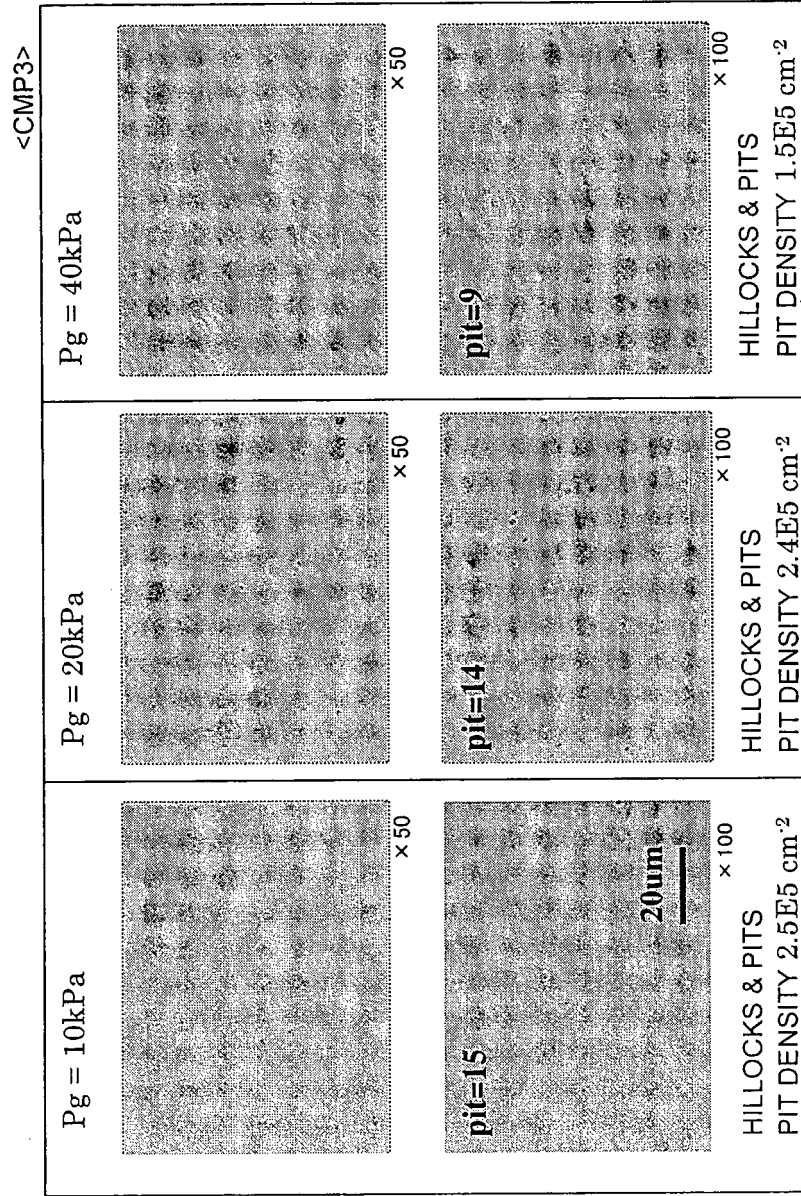 <CMP3>
Pg = 10kPa
× 50
pit=15
20um
× 100
HILLOCKS & PITS
PIT DENSITY 2.5E5 cm-2
Pg = 20kPa
× 50
pit=14
× 100
HILLOCKS & PITS
PIT DENSITY 2.4E5 cm-2
Pg = 40kPa
× 50
pit=9
× 100
HILLOCKS & PITS
PIT DENSITY 1.5E5 cm-2